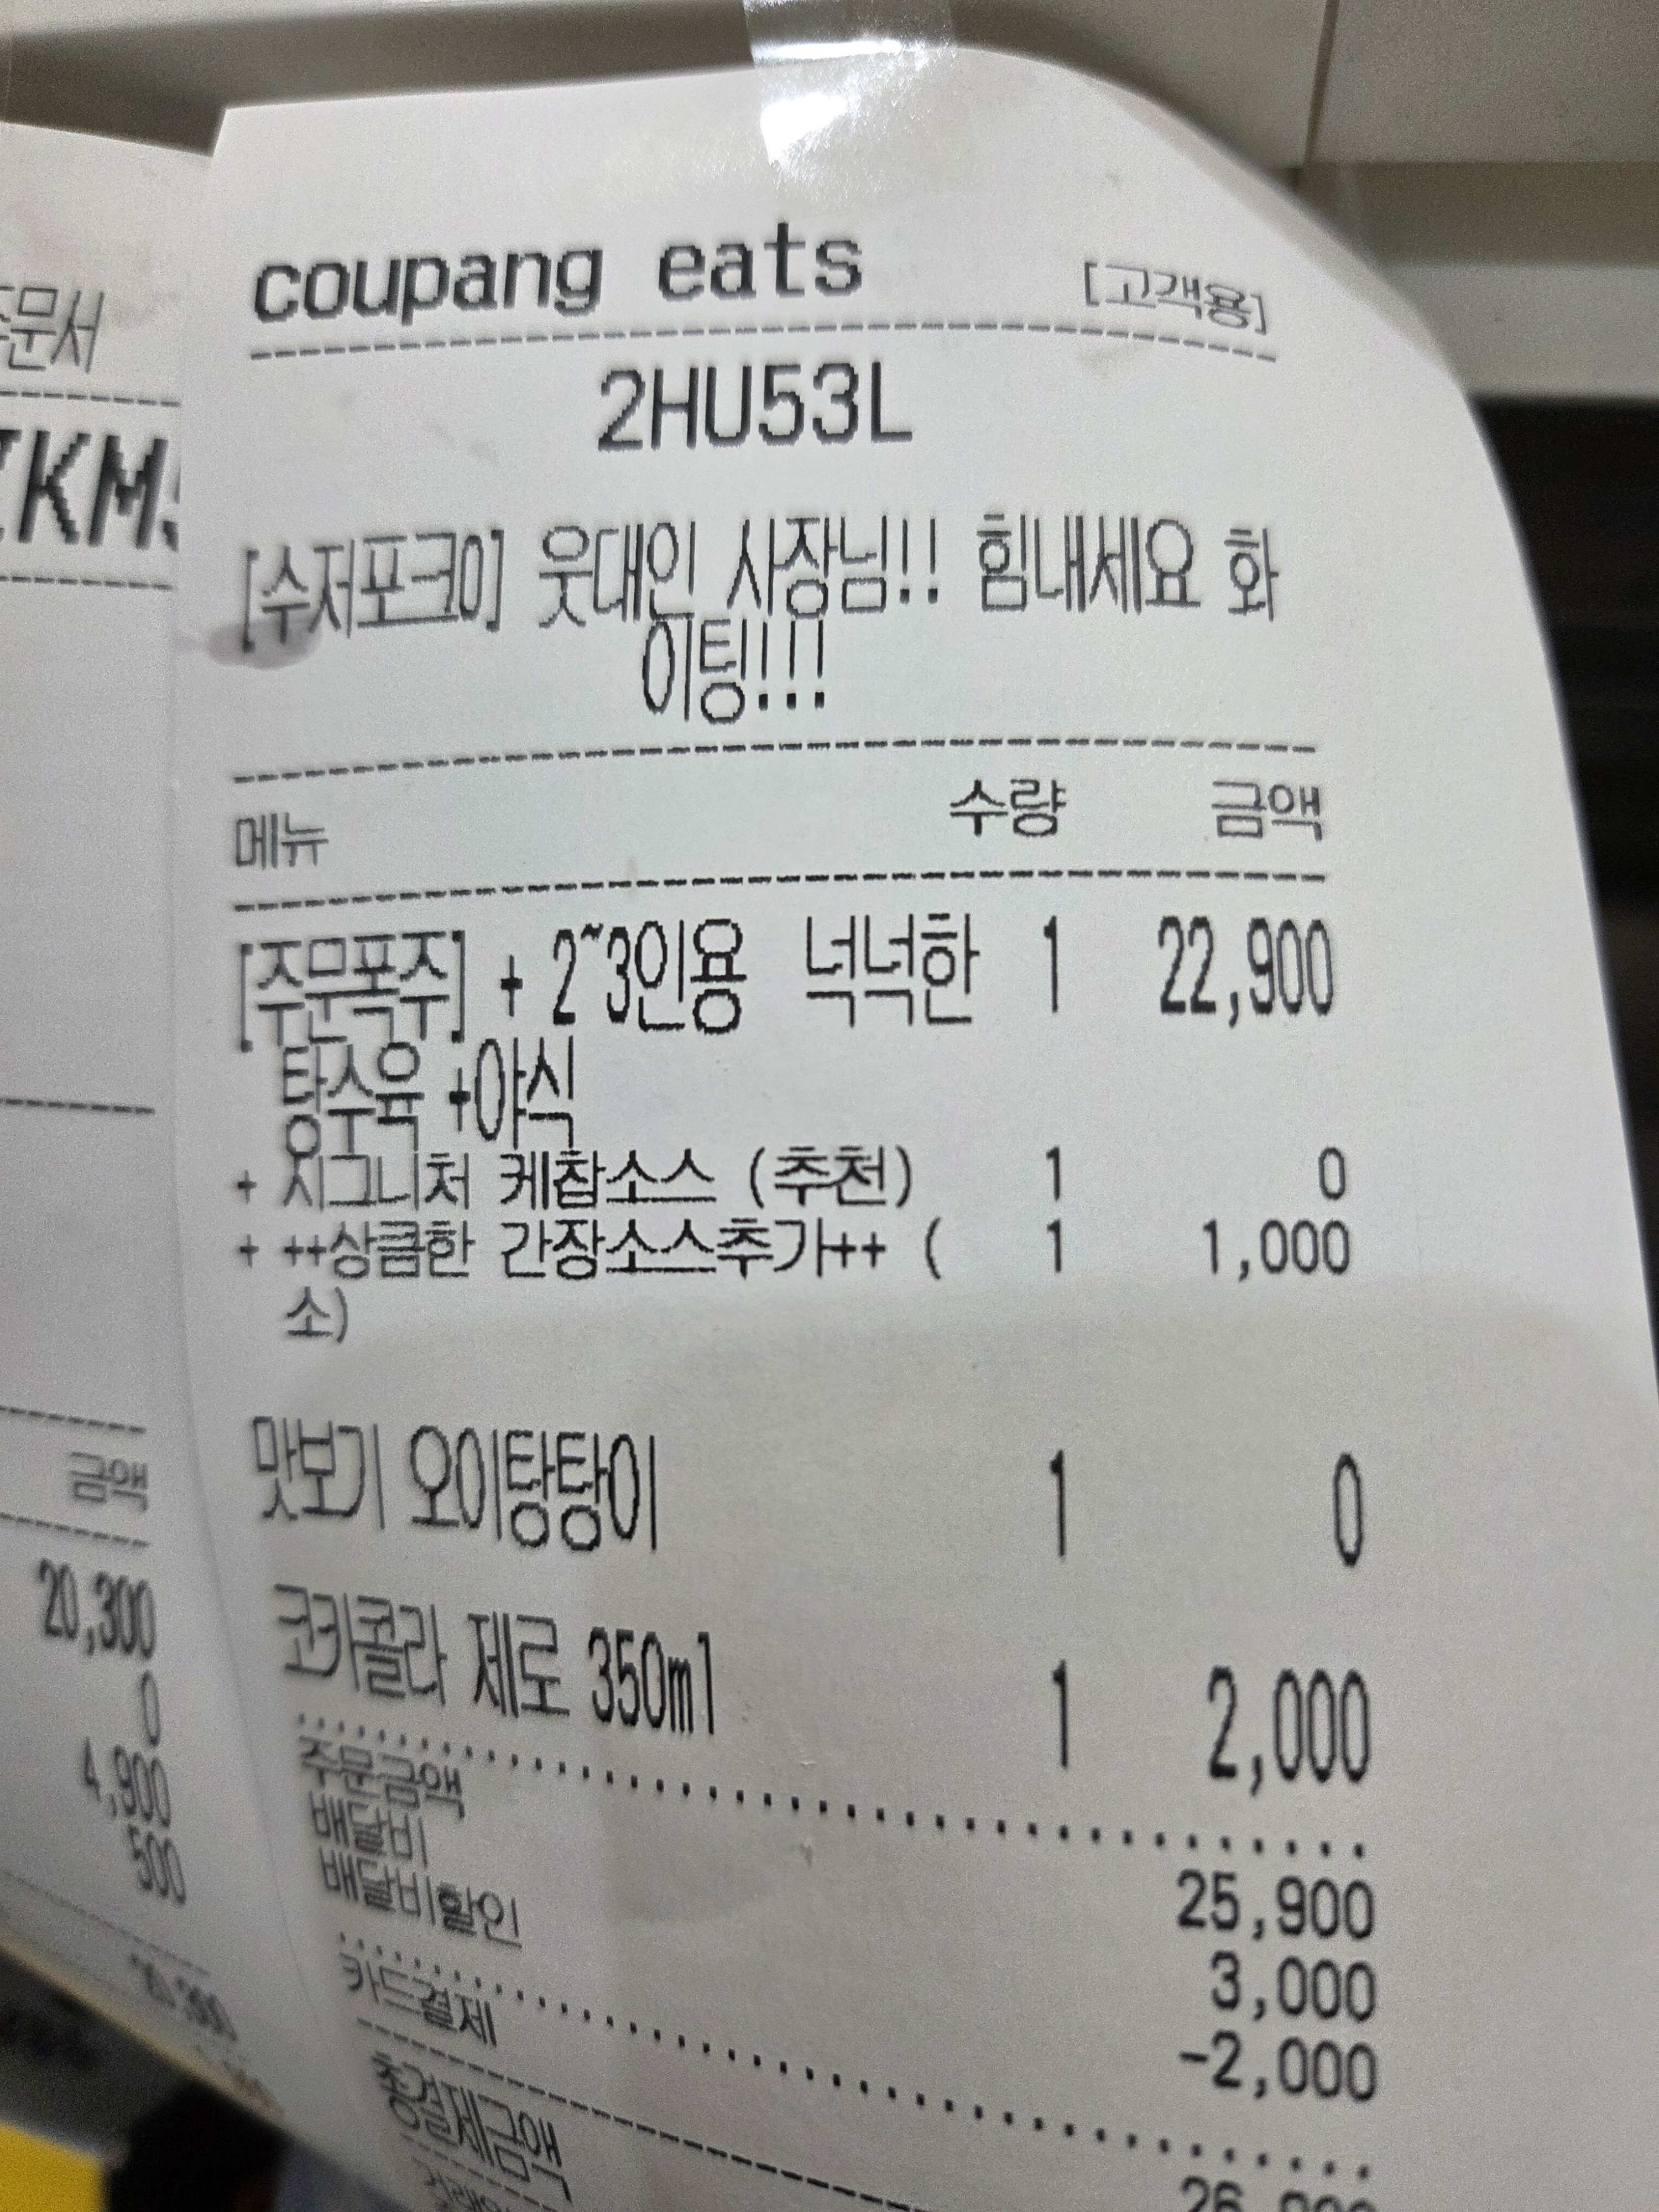 coupang eats
[고객용]
2HU53L
[수저포크0] 웃대인 사장님!! 힘내세요 화
이팅!!!
메뉴 수량 금액
[주문폭주] + 2~3인용 넉넉한 1 22,900
탕수육 +야식
+ 시그니처 케찹소스 (추천) 1 0
+ ++상큼한 간장소스추가++ ( 1 1,000
소)
맛보기 오이탕탕이 1 0
코카콜라 제로 350ml 1 2,000
주문금액 25,900
배달비 3,000
배달비할인 -2,000
카드결제
총결제금액
문서
KM
금액
20,300
0
4,900
500